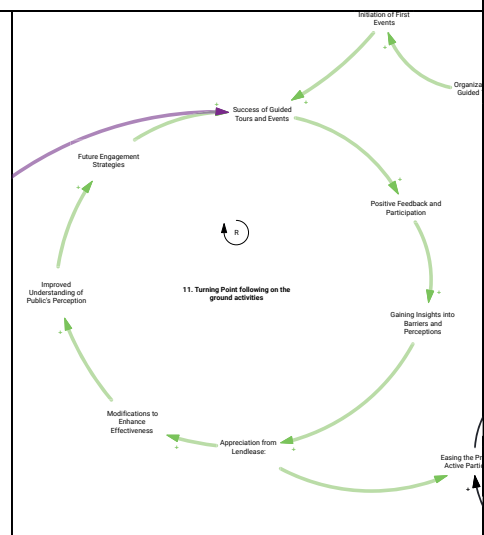 Initiation of First
Events
Organiza
Guided
Success of Guided
Tours and Events
Future Engagement
Strategies
Positive Feedback and
Participation
R
11. Turning Point following on the
ground activities
Improved
Understanding of
Public's Perception
Gaining Insights into
Barriers and
Perceptions
Modifications to
Enhance
Effectiveness
Appreciation from
Lendlease:
Easing the Pr
Active Parti